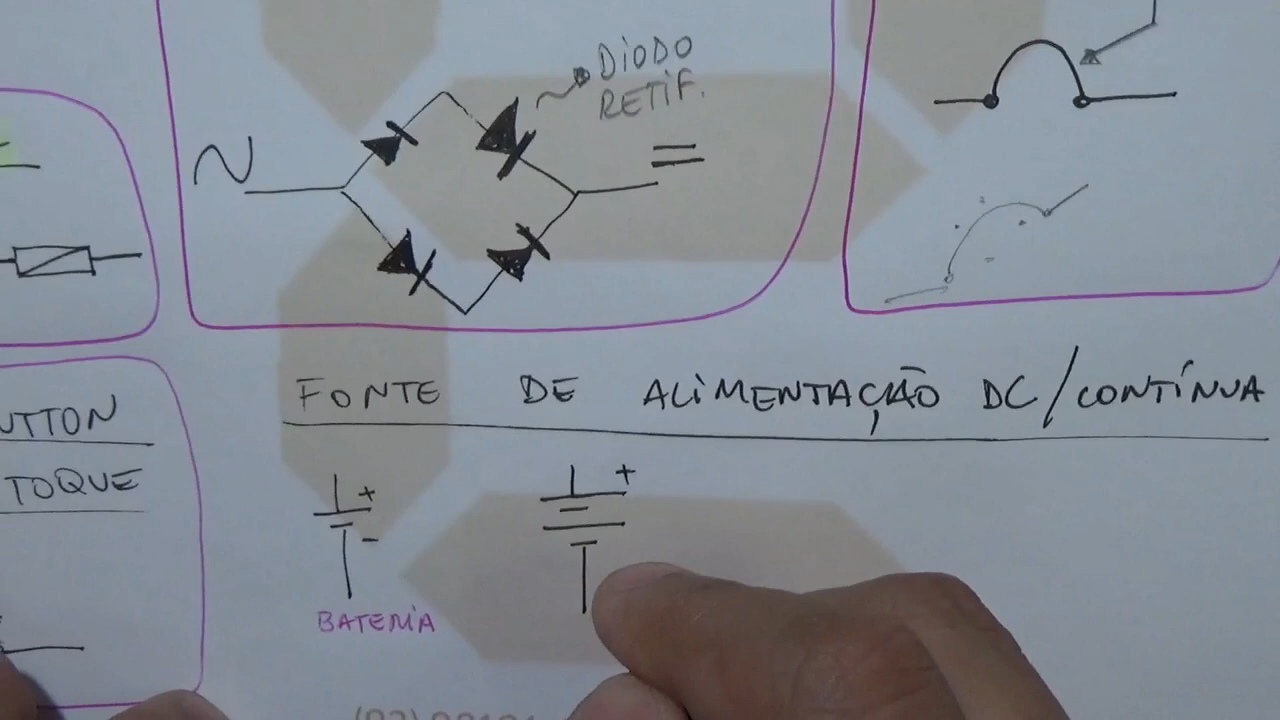 DIODO
RETIF.
FONTE DE ALIMENTAÇÃO DC/CONTÍNUA
UTTON
TOQUE
+
+
-
BATERIA